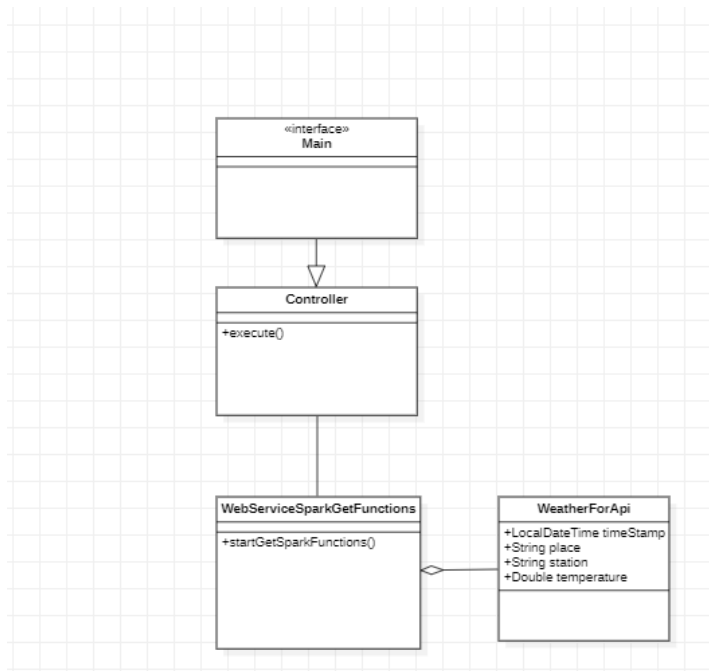 «interface»
Main
Controller
+execute()
WebServiceSparkGetFunctions
+startGetSparkFunctions()
WeatherForApi
+LocalDateTime timeStamp
+String place
+String station
+Double temperature